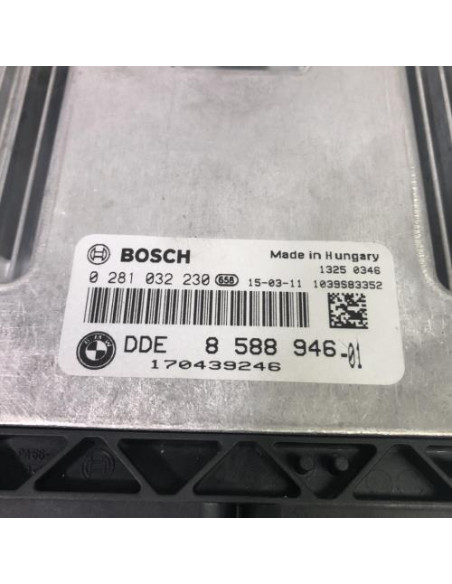 BOSCH Made in Hungary
1325 0346
0 281 032 230 658 15-03-11 1039S83352
BMW
DDE 8 588 946-01
170439246